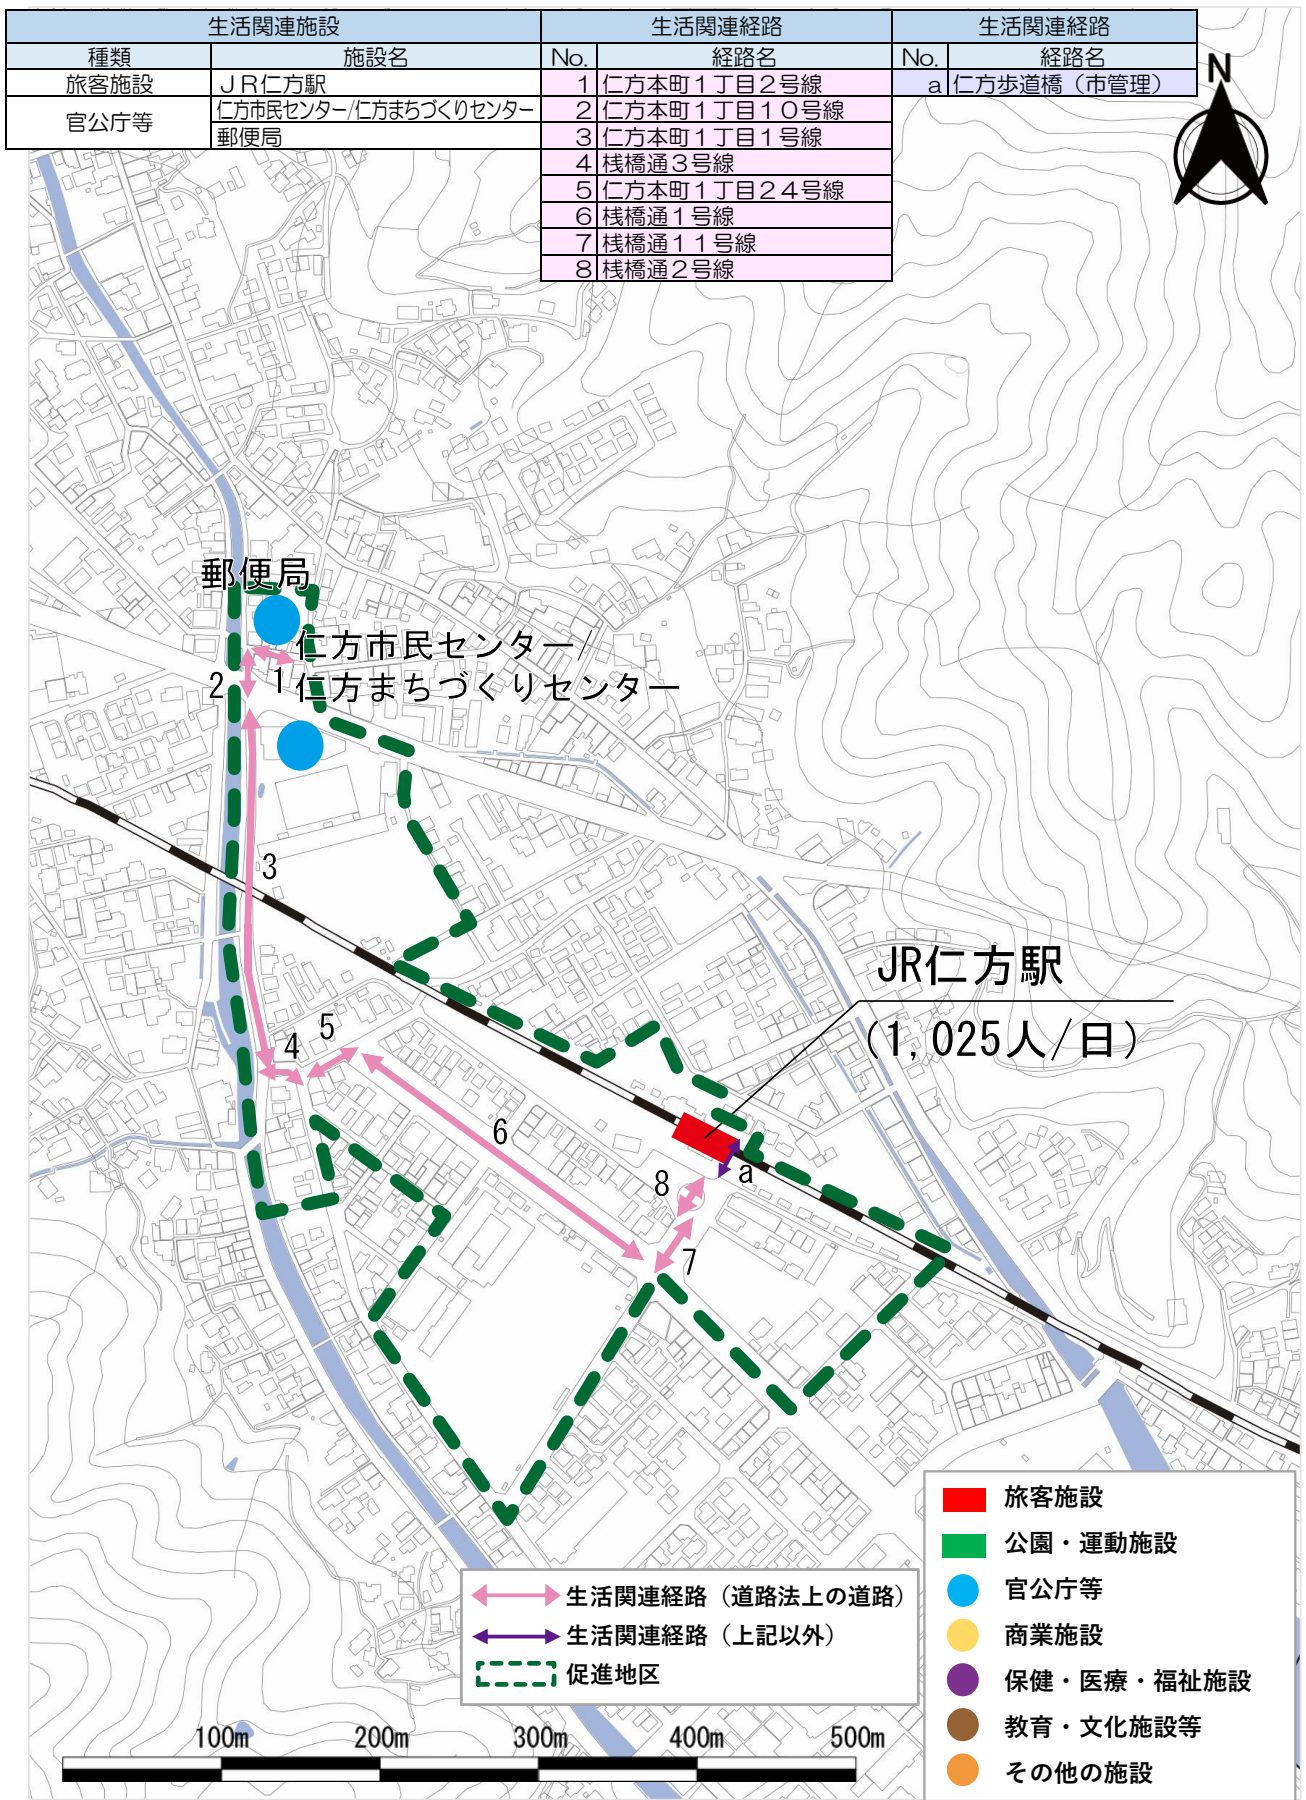 生活関連施設 生活関連経路 生活関連経路
種類 施設名 No. 経路名 No. 経路名
旅客施設 ＪＲ仁方駅 1 仁方本町１丁目２号線 a 仁方歩道橋（市管理）
官公庁等 仁方市民センター/仁方まちづくりセンター 2 仁方本町１丁目１０号線
郵便局 3 仁方本町１丁目１号線
4 桟橋通３号線
5 仁方本町１丁目２４号線
6 桟橋通１号線
7 桟橋通１１号線
8 桟橋通２号線
N
郵便局
仁方市民センター/
仁方まちづくりセンター
1
2
3
JR仁方駅
(1,025人/日)
4
5
6
a
8
7
旅客施設
公園・運動施設
官公庁等
商業施設
保健・医療・福祉施設
教育・文化施設等
その他の施設
生活関連経路（道路法上の道路）
生活関連経路（上記以外）
促進地区
100m 200m 300m 400m 500m